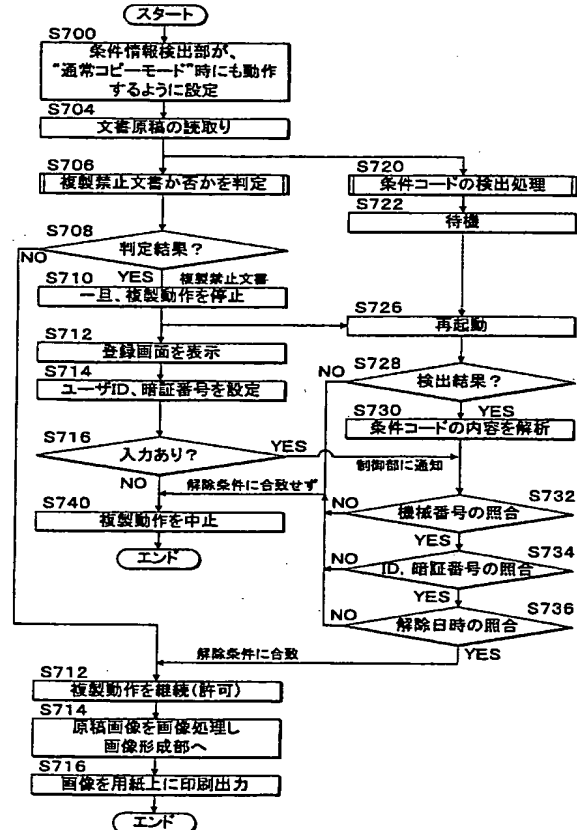 スタート
S700
条件情報検出部が、
“通常コピーモード”時にも動作
するように設定
S704
文書原稿の読取り
S706
複製禁止文書か否かを判定
S720
条件コードの検出処理
S722
待機
S708
判定結果?
NO
YES
複製禁止文書
S710
一旦、複製動作を停止
S726
再起動
S712
登録画面を表示
S728
検出結果?
NO
YES
S714
ユーザID、暗証番号を設定
S730
条件コードの内容を解析
S716
入力あり?
YES
制御部に通知
NO
解除条件に合致せず
S732
機械番号の照合
NO
YES
S740
複製動作を中止
エンド
S734
ID、暗証番号の照合
NO
YES
S736
解除日時の照合
NO
YES
解除条件に合致
S712
複製動作を継続(許可)
S714
原稿画像を画像処理し
画像形成部へ
S716
画像を用紙上に印刷出力
エンド